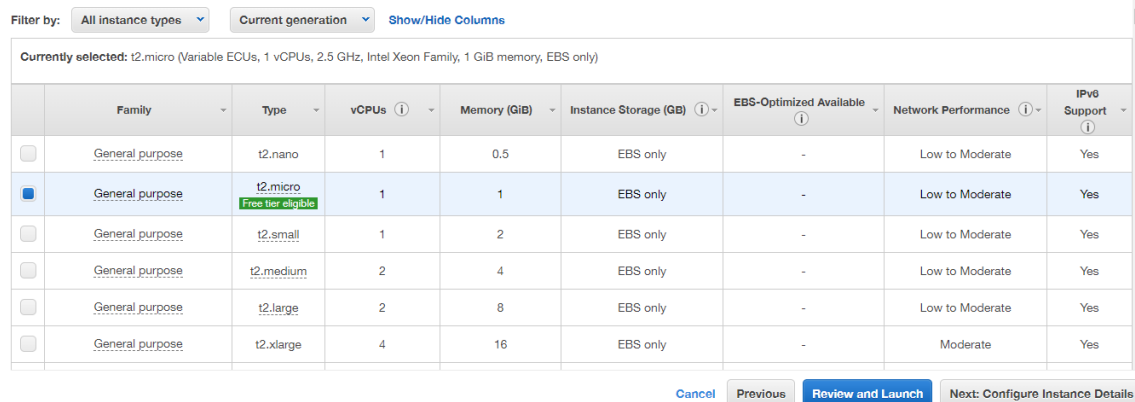 Filter by: All instance types Current generation Show/Hide Columns
Currently selected: t2.micro (Variable ECUs, 1 vCPUs, 2.5 GHz, Intel Xeon Family, 1 GiB memory, EBS only)
Family Type vCPUs i Memory (GiB) Instance Storage (GB) i EBS-Optimized Available i Network Performance i IPv6 Support i
General purpose t2.nano 1 0.5 EBS only - Low to Moderate Yes
General purpose t2.micro Free tier eligible 1 1 EBS only - Low to Moderate Yes
General purpose t2.small 1 2 EBS only - Low to Moderate Yes
General purpose t2.medium 2 4 EBS only - Low to Moderate Yes
General purpose t2.large 2 8 EBS only - Low to Moderate Yes
General purpose t2.xlarge 4 16 EBS only - Moderate Yes
Cancel Previous Review and Launch Next: Configure Instance Details